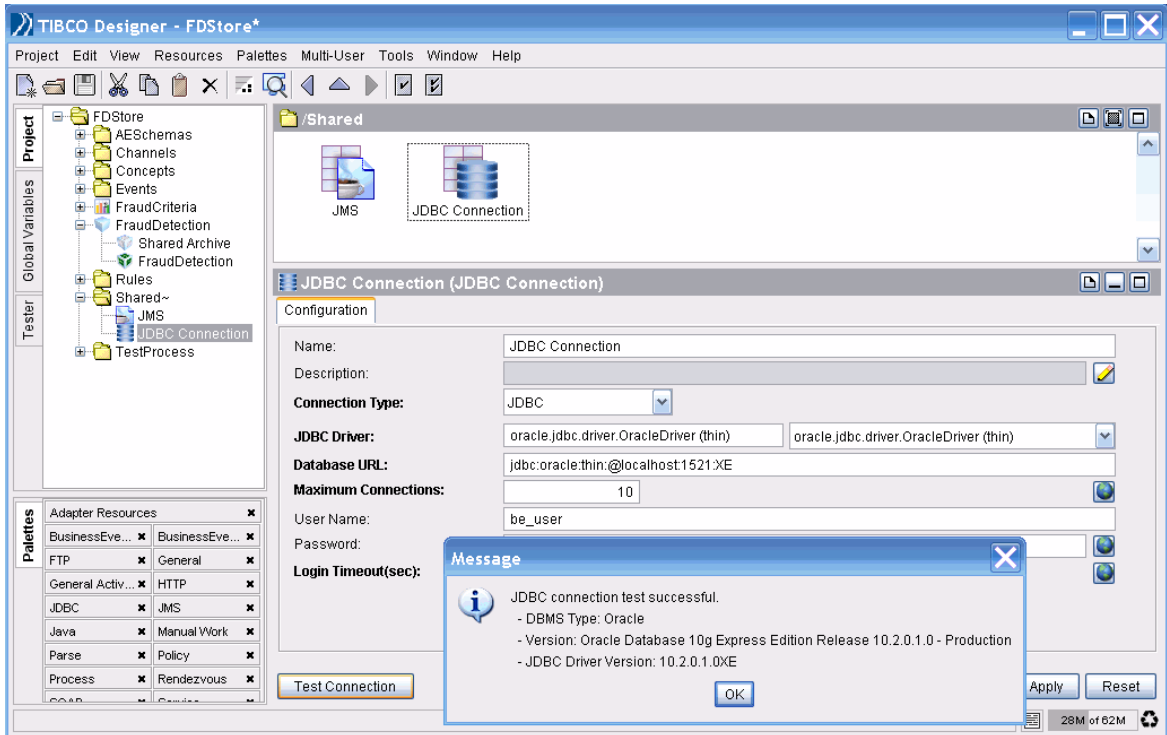 TIBCO Designer - FDStore*
Project Edit View Resources Palettes Multi-User Tools Window Help
Project
Global Variables
Tester
FDStore
AESchemas
Channels
Concepts
Events
FraudCriteria
FraudDetection
Shared Archive
FraudDetection
Rules
Shared~
JMS
JDBC Connection
TestProcess
/Shared
JMS
JDBC Connection
JDBC Connection (JDBC Connection)
Configuration
Name: JDBC Connection
Description:
Connection Type: JDBC
JDBC Driver: oracle.jdbc.driver.OracleDriver (thin) oracle.jdbc.driver.OracleDriver (thin)
Database URL: jdbc:oracle:thin:@localhost:1521:XE
Maximum Connections: 10
User Name: be_user
Password:
Login Timeout(sec):
Palettes
Adapter Resources
BusinessEve... BusinessEve...
FTP General
General Activ... HTTP
JDBC JMS
Java Manual Work
Parse Policy
Process Rendezvous
Message
JDBC connection test successful.
- DBMS Type: Oracle
- Version: Oracle Database 10g Express Edition Release 10.2.0.1.0 - Production
- JDBC Driver Version: 10.2.0.1.0XE
OK
Test Connection
Apply Reset
28M of 62M